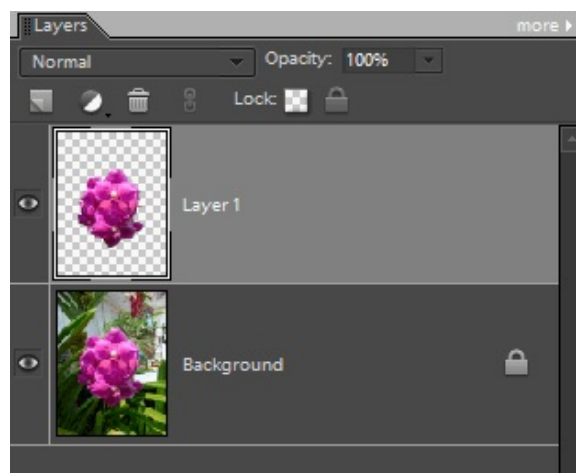 Layers more
Normal Opacity: 100%
Lock:
Layer 1
Background